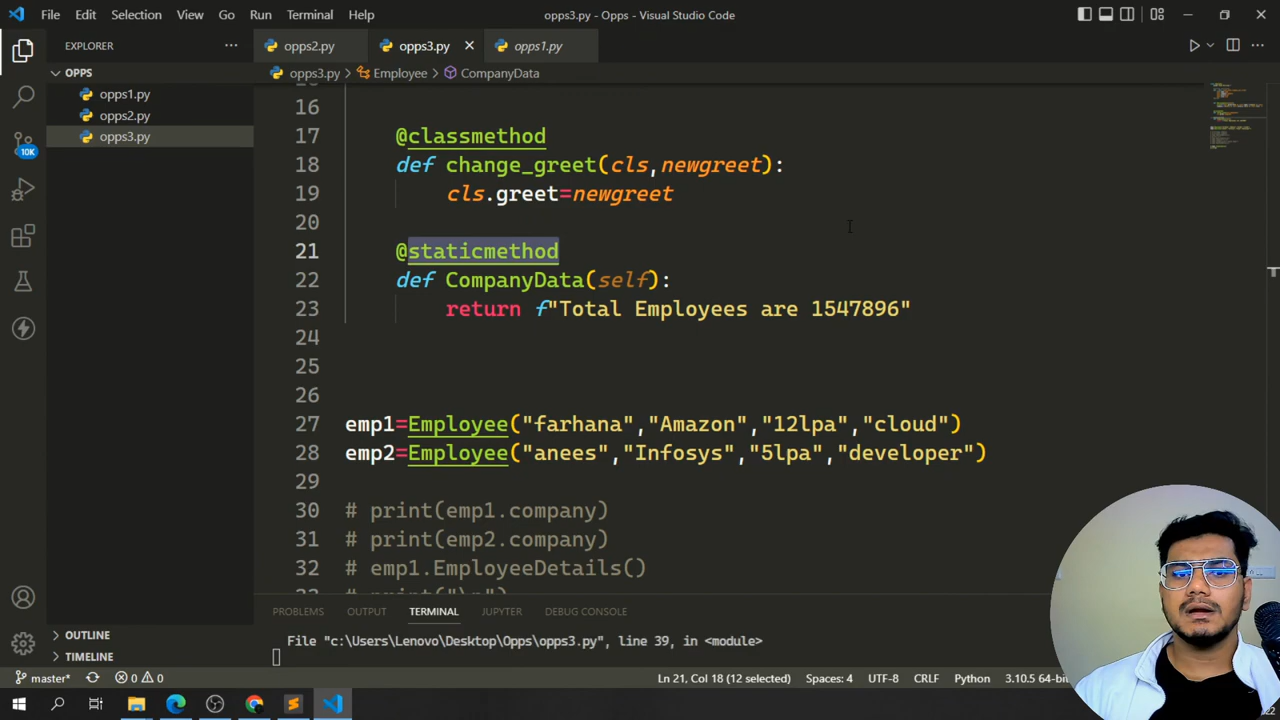 File Edit Selection View Go Run Terminal Help opps3.py - Opps - Visual Studio Code
EXPLORER
opps2.py opps3.py opps1.py
OPPS
opps3.py > Employee > CompanyData
opps1.py
opps2.py
opps3.py
10K
16
17 @classmethod
18 def change_greet(cls,newgreet):
19 cls.greet=newgreet
20
21 @staticmethod
22 def CompanyData(self):
23 return f"Total Employees are 1547896"
24
25
26
27 emp1=Employee("farhana","Amazon","12lpa","cloud")
28 emp2=Employee("anees","Infosys","5lpa","developer")
29
30 # print(emp1.company)
31 # print(emp2.company)
32 # emp1.EmployeeDetails()
PROBLEMS OUTPUT TERMINAL JUPYTER DEBUG CONSOLE
File "c:\Users\Lenovo\Desktop\Opps\opps3.py", line 39, in <module>
OUTLINE
TIMELINE
master* 0 0 Ln 21, Col 18 (12 selected) Spaces: 4 UTF-8 CRLF Python 3.10.5 64-b